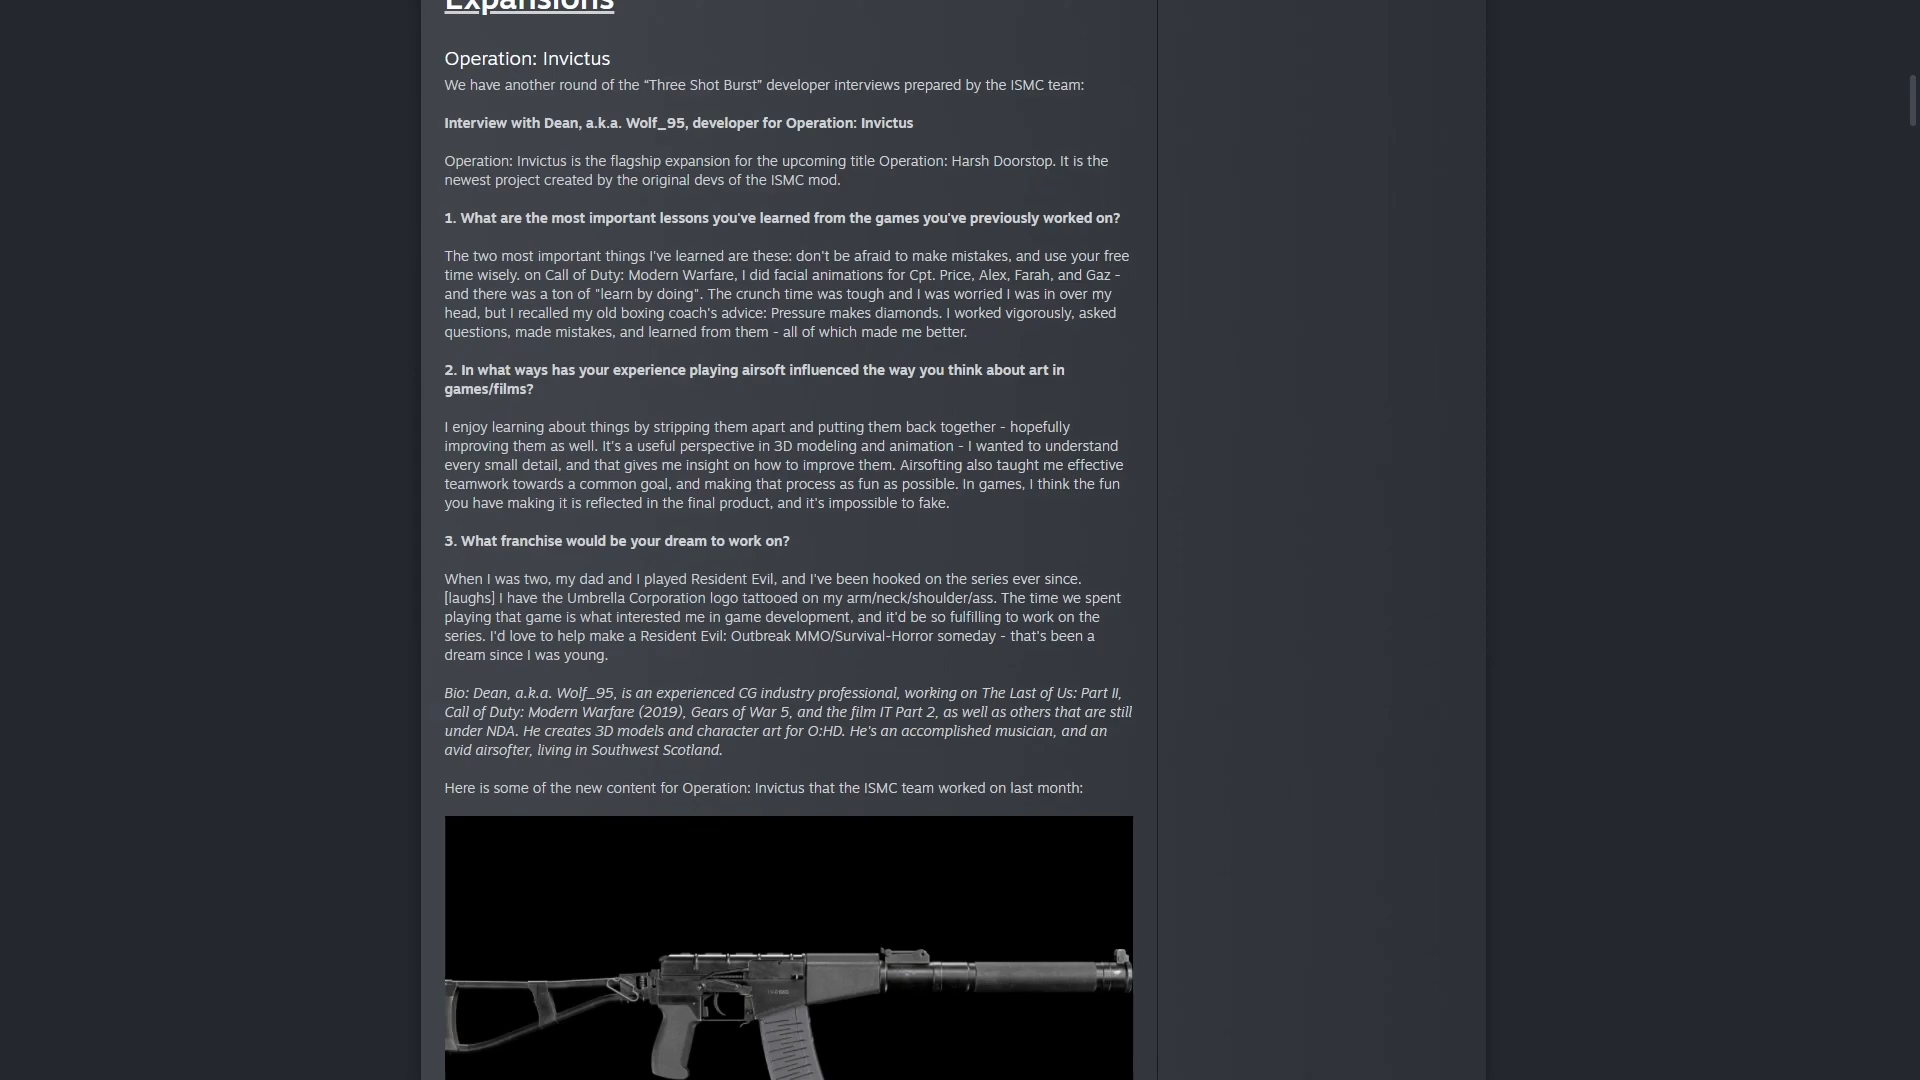 Expansions
Operation: Invictus
We have another round of the “Three Shot Burst” developer interviews prepared by the ISMC team:
Interview with Dean, a.k.a. Wolf_95, developer for Operation: Invictus
Operation: Invictus is the flagship expansion for the upcoming title Operation: Harsh Doorstop. It is the
newest project created by the original devs of the ISMC mod.
1. What are the most important lessons you've learned from the games you've previously worked on?
The two most important things I've learned are these: don't be afraid to make mistakes, and use your free
time wisely. on Call of Duty: Modern Warfare, I did facial animations for Cpt. Price, Alex, Farah, and Gaz -
and there was a ton of "learn by doing". The crunch time was tough and I was worried I was in over my
head, but I recalled my old boxing coach's advice: Pressure makes diamonds. I worked vigorously, asked
questions, made mistakes, and learned from them - all of which made me better.
2. In what ways has your experience playing airsoft influenced the way you think about art in
games/films?
I enjoy learning about things by stripping them apart and putting them back together - hopefully
improving them as well. It's a useful perspective in 3D modeling and animation - I wanted to understand
every small detail, and that gives me insight on how to improve them. Airsofting also taught me effective
teamwork towards a common goal, and making that process as fun as possible. In games, I think the fun
you have making it is reflected in the final product, and it's impossible to fake.
3. What franchise would be your dream to work on?
When I was two, my dad and I played Resident Evil, and I've been hooked on the series ever since.
[laughs] I have the Umbrella Corporation logo tattooed on my arm/neck/shoulder/ass. The time we spent
playing that game is what interested me in game development, and it'd be so fulfilling to work on the
series. I'd love to help make a Resident Evil: Outbreak MMO/Survival-Horror someday - that's been a
dream since I was young.
Bio: Dean, a.k.a. Wolf_95, is an experienced CG industry professional, working on The Last of Us: Part II,
Call of Duty: Modern Warfare (2019), Gears of War 5, and the film IT Part 2, as well as others that are still
under NDA. He creates 3D models and character art for O:HD. He's an accomplished musician, and an
avid airsofter, living in Southwest Scotland.
Here is some of the new content for Operation: Invictus that the ISMC team worked on last month: